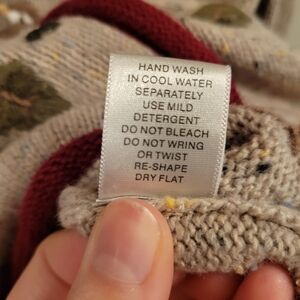 HAND WASH
IN COOL WATER
SEPARATELY
USE MILD
DETERGENT
DO NOT BLEACH
DO NOT WRING
OR TWIST
RE-SHAPE
DRY FLAT